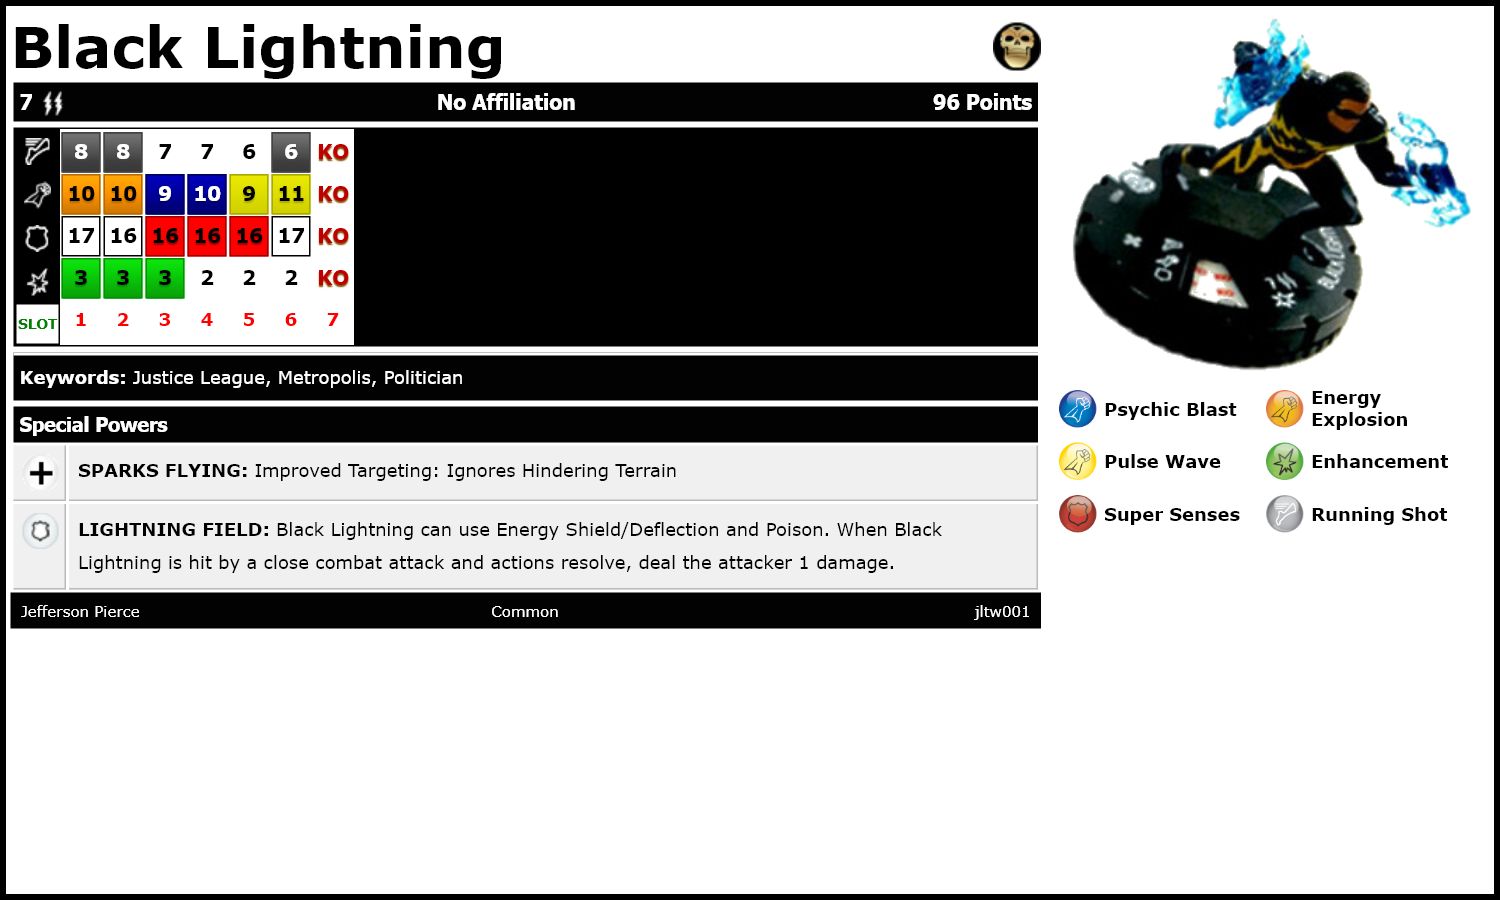 Black Lightning
7 No Affiliation 96 Points
8 8 7 7 6 6 KO
10 10 9 10 9 11 KO
17 16 16 16 16 17 KO
3 3 3 2 2 2 KO
SLOT 1 2 3 4 5 6 7
Keywords: Justice League, Metropolis, Politician
Special Powers
SPARKS FLYING: Improved Targeting: Ignores Hindering Terrain
LIGHTNING FIELD: Black Lightning can use Energy Shield/Deflection and Poison. When Black
Lightning is hit by a close combat attack and actions resolve, deal the attacker 1 damage.
Jefferson Pierce Common jltw001
BLACK LIGH
Psychic Blast
Energy
Explosion
Pulse Wave
Enhancement
Super Senses
Running Shot